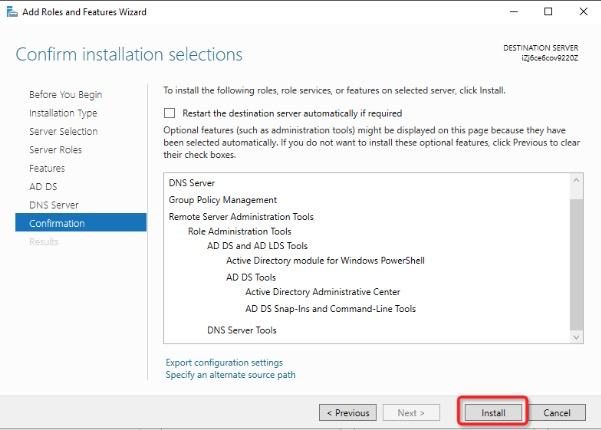 Add Roles and Features Wizard
Confirm installation selections
DESTINATION SERVER
iZj6ce6cov9220Z
Before You Begin
Installation Type
Server Selection
Server Roles
Features
AD DS
DNS Server
Confirmation
Results
To install the following roles, role services, or features on selected server, click Install.
Restart the destination server automatically if required
Optional features (such as administration tools) might be displayed on this page because they have
been selected automatically. If you do not want to install these optional features, click Previous to clear
their check boxes.
DNS Server
Group Policy Management
Remote Server Administration Tools
Role Administration Tools
AD DS and AD LDS Tools
Active Directory module for Windows PowerShell
AD DS Tools
Active Directory Administrative Center
AD DS Snap-Ins and Command-Line Tools
DNS Server Tools
Export configuration settings
Specify an alternate source path
< Previous
Next >
Install
Cancel